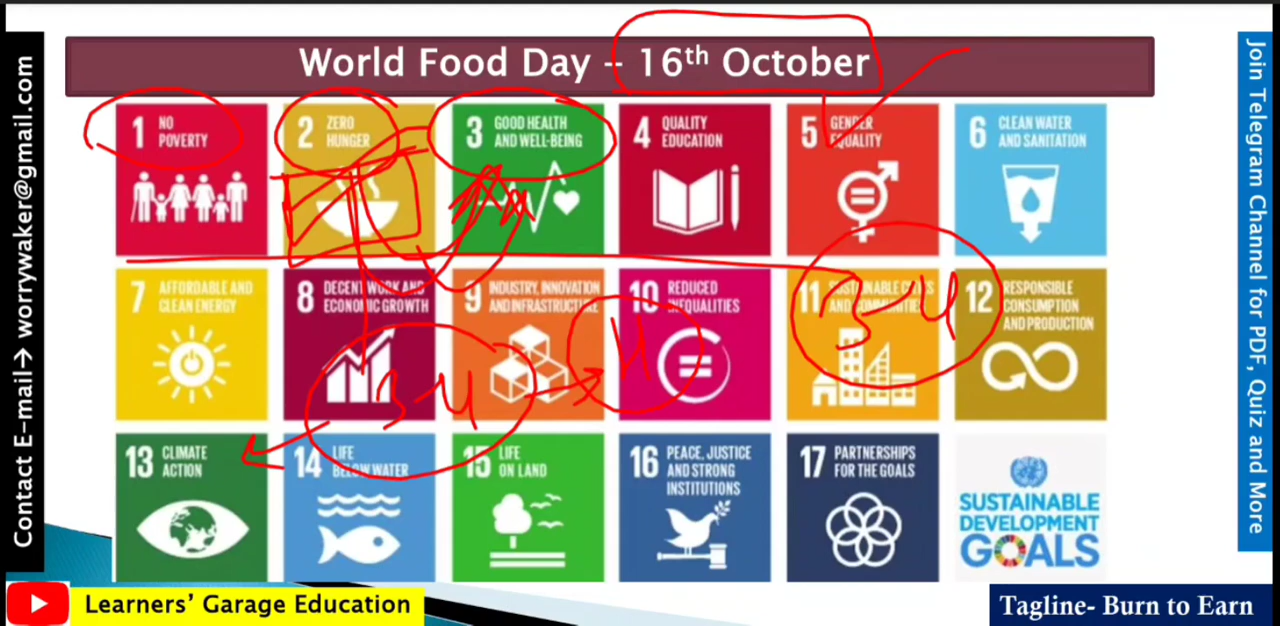 World Food Day – 16th October
1 NO
POVERTY
2 ZERO
HUNGER
3 GOOD HEALTH
AND WELL-BEING
4 QUALITY
EDUCATION
5 GENDER
EQUALITY
6 CLEAN WATER
AND SANITATION
7 AFFORDABLE AND
CLEAN ENERGY
8 DECENT WORK AND
ECONOMIC GROWTH
9 INDUSTRY, INNOVATION
AND INFRASTRUCTURE
10 REDUCED
INEQUALITIES
11 SUSTAINABLE CITIES
AND COMMUNITIES
12 RESPONSIBLE
CONSUMPTION
AND PRODUCTION
13 CLIMATE
ACTION
14 LIFE
BELOW WATER
15 LIFE
ON LAND
16 PEACE, JUSTICE
AND STRONG
INSTITUTIONS
17 PARTNERSHIPS
FOR THE GOALS
SUSTAINABLE
DEVELOPMENT
GOALS
3-4
Contact E-mail→ worrywaker@gmail.com
Join Telegram Channel for PDF, Quiz and More
Learners' Garage Education
Tagline- Burn to Earn